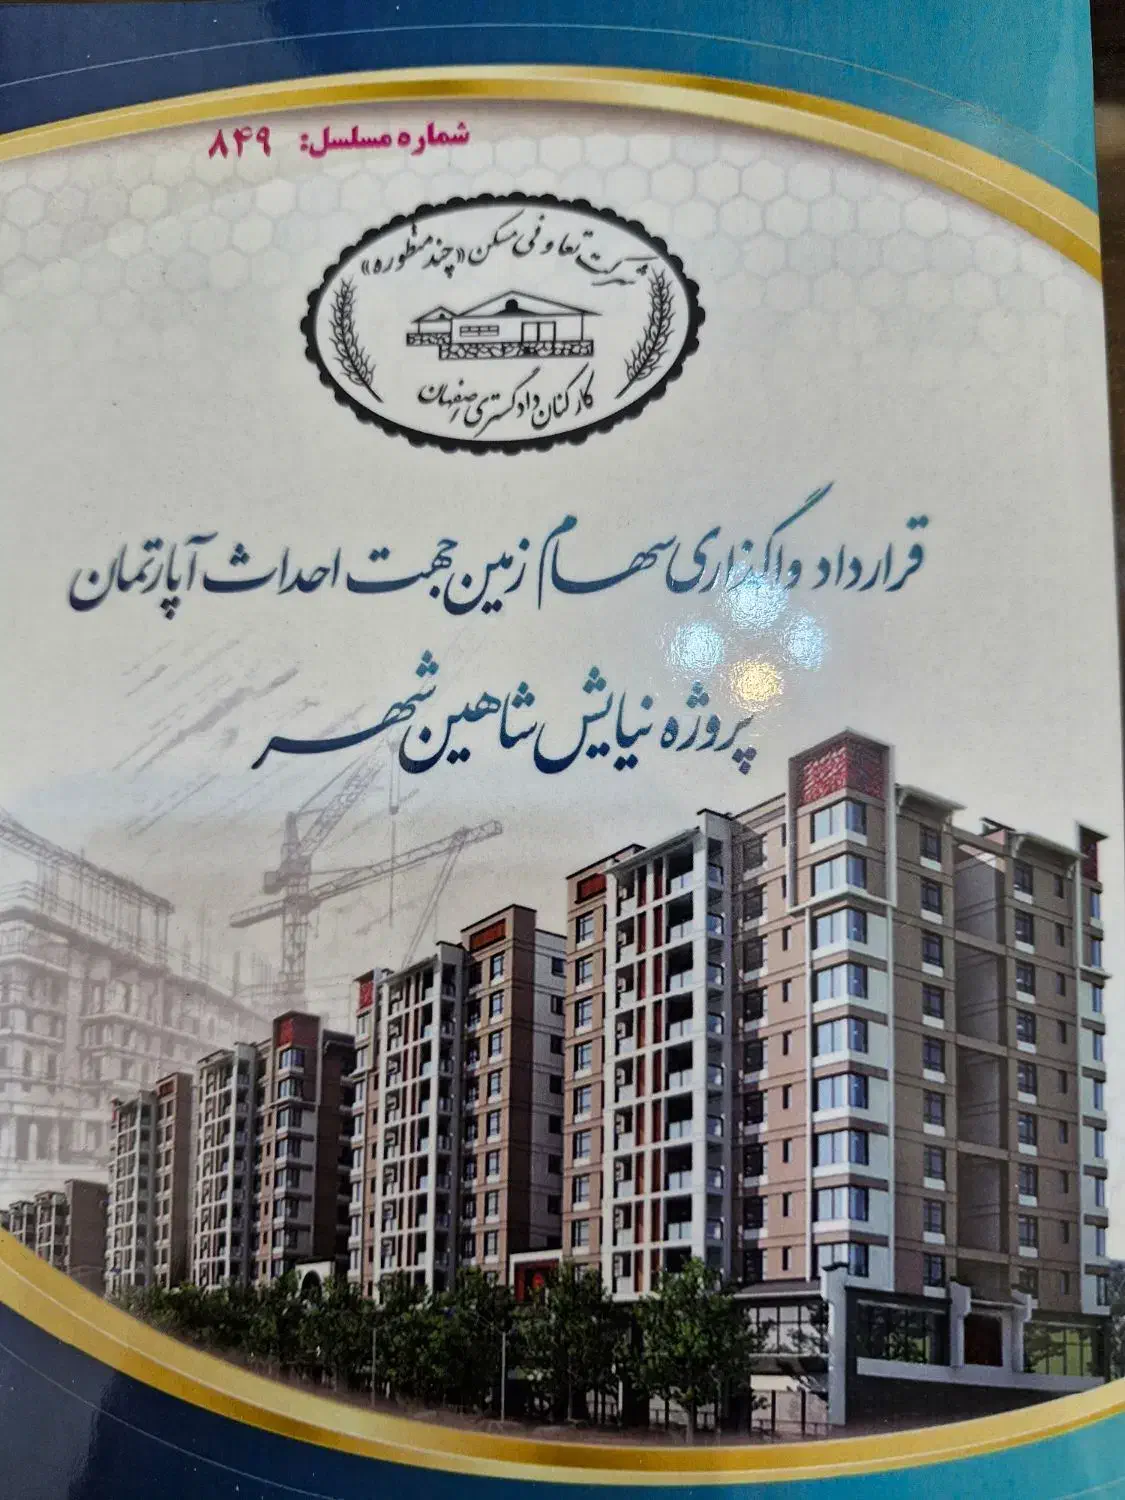 شماره مسلسل: ۸۴۹
شرکت تعاونی مسکن «چند منظوره»
کارکنان دادگستری اصفهان
قرارداد واگذاری سهام زمین جهت احداث آپارتمان
پروژه نیایش شاهین شهر